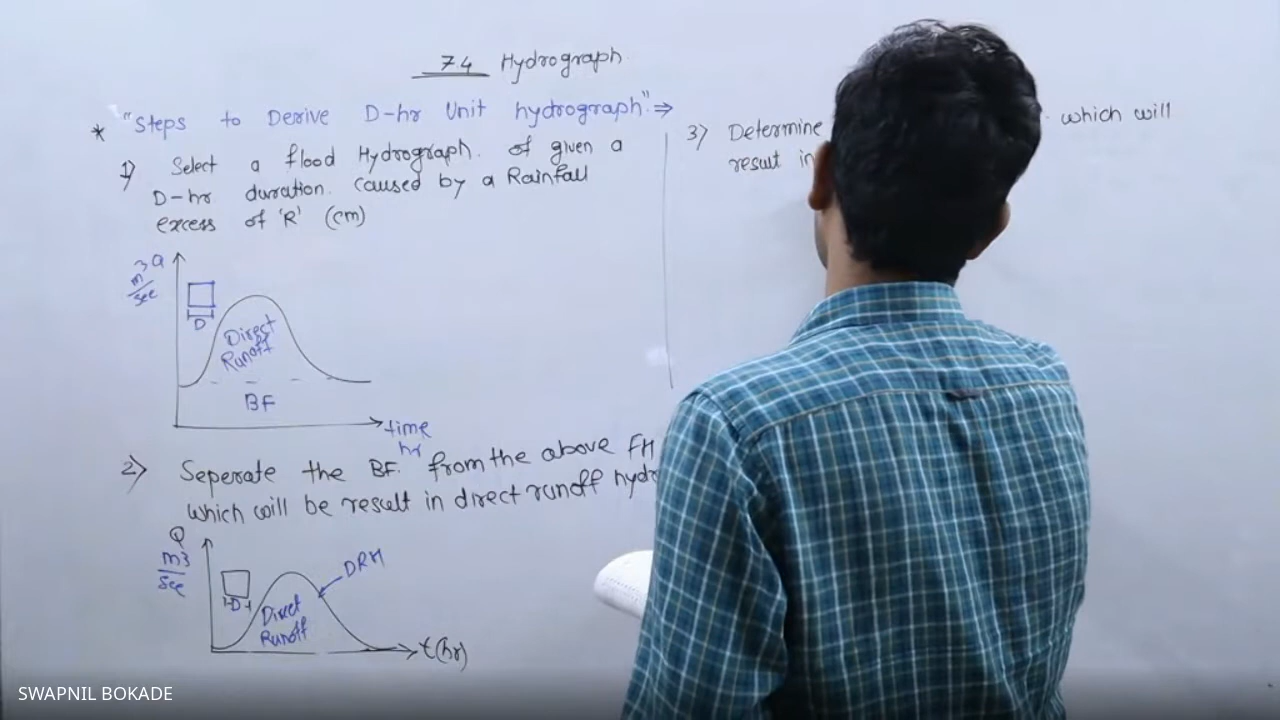 7.4 Hydrograph
* "Steps to Derive D-hr Unit hydrograph" ⇒
1) Select a flood Hydrograph. of given a
D-hr duration. caused by a Rainfall
excess of 'R' (cm)
Q
m3/sec
D
Direct
Runoff
BF
time
hr
2) Seperate the BF. from the above FH
which will be result in direct runoff hydro
Q
m3/sec
D
DRH
Direct
Runoff
t(hr)
3) Determine which will
result in
SWAPNIL BOKADE